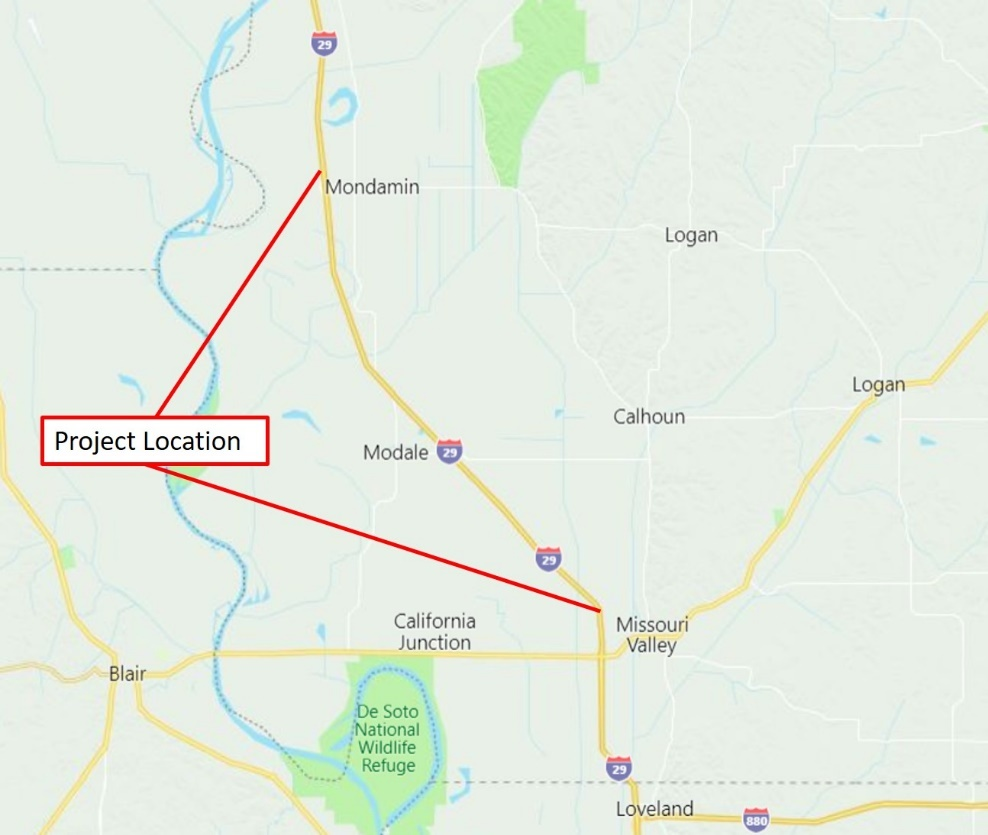 29
Mondamin
Logan
Logan
Calhoun
Project Location
Modale
29
29
California
Junction
Missouri
Valley
Blair
De Soto
National
Wildlife
Refuge
29
Loveland
880